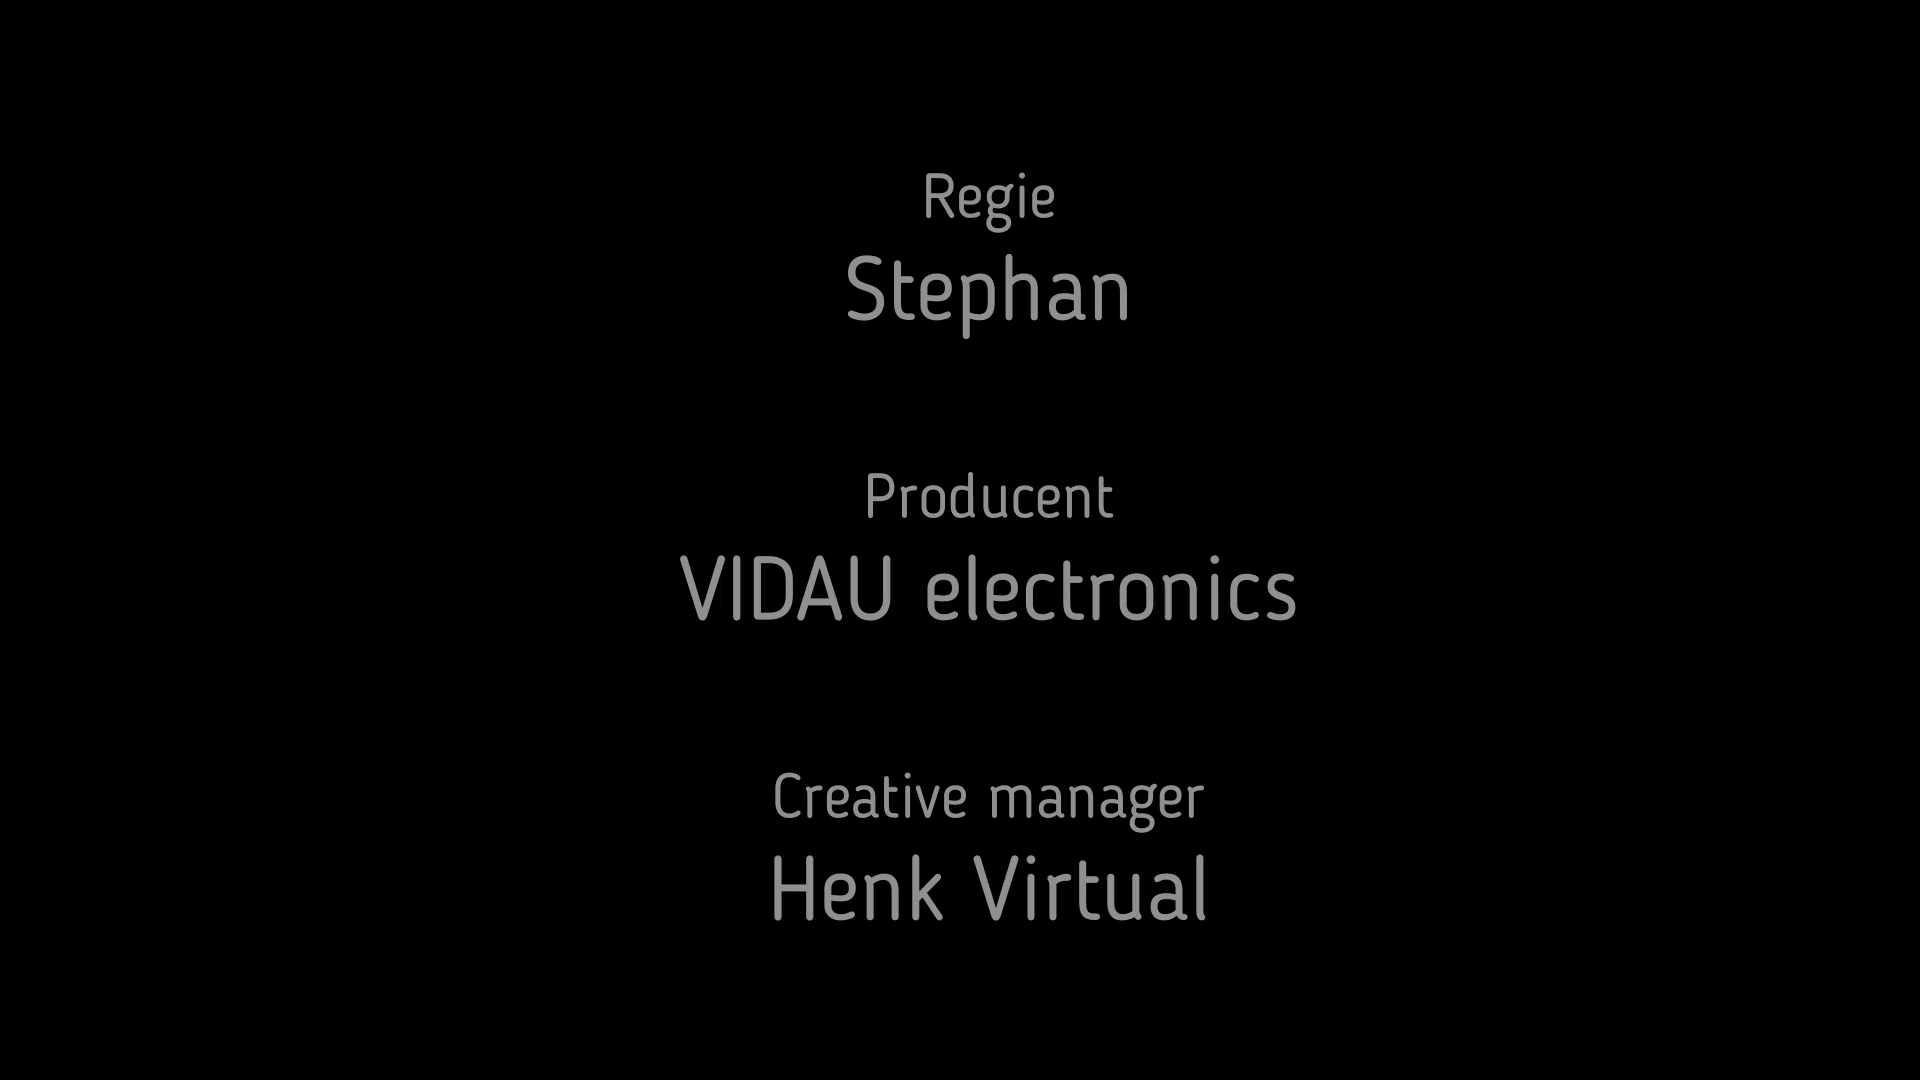 Regie
Stephan
Producent
VIDAU electronics
Creative manager
Henk Virtual